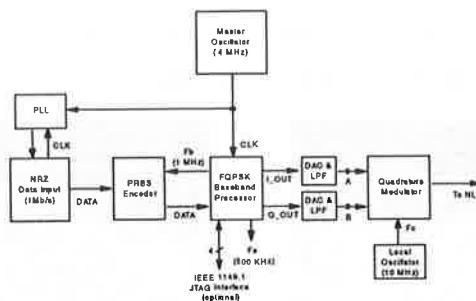 Master
Oscillator
(4 MHz)
PLL
CLK
CLK
NRZ
Data Input
(1Mb/s)
DATA
PRBS
Encoder
Fb
(1 MHz)
DATA
FQPSK
Baseband
Processor
I_OUT
Q_OUT
DAC &
LPF
DAC &
LPF
A
B
Quadrature
Modulator
To NL
Fc
Local
Oscillator
(10 MHz)
4
Fs
(500 KHz)
IEEE 1149.1
JTAG Interface
(optional)